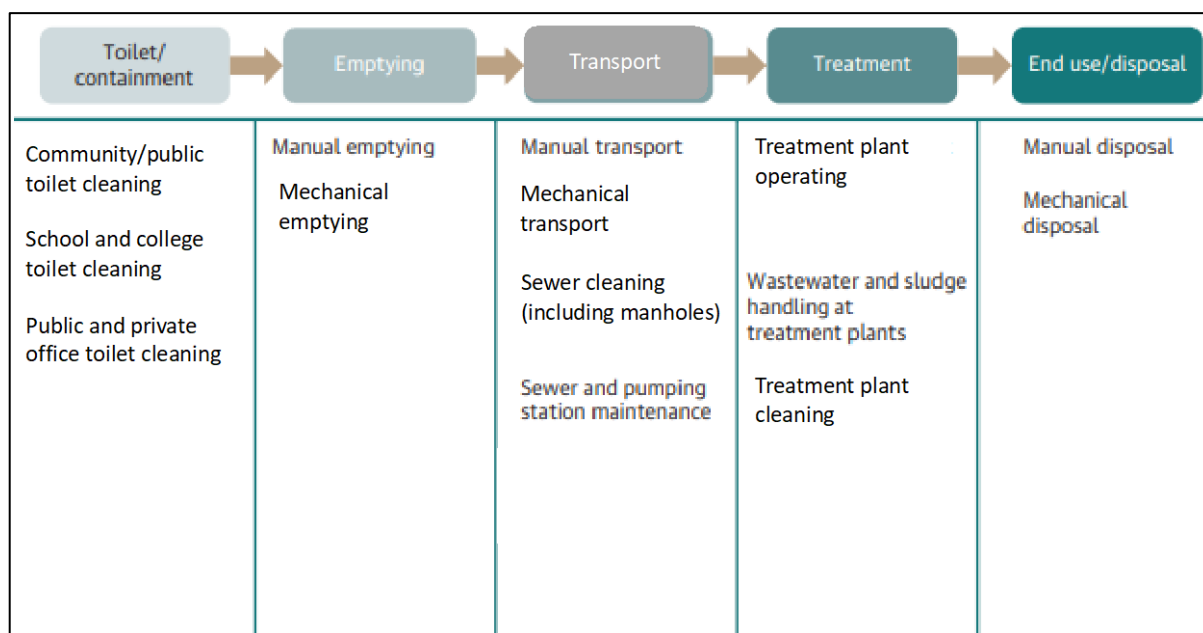 Toilet/
containment
Emptying
Transport
Treatment
End use/disposal
Community/public
toilet cleaning
School and college
toilet cleaning
Public and private
office toilet cleaning
Manual emptying
Mechanical
emptying
Manual transport
Mechanical
transport
Sewer cleaning
(including manholes)
Sewer and pumping
station maintenance
Treatment plant
operating
Wastewater and sludge
handling at
treatment plants
Treatment plant
cleaning
Manual disposal
Mechanical
disposal